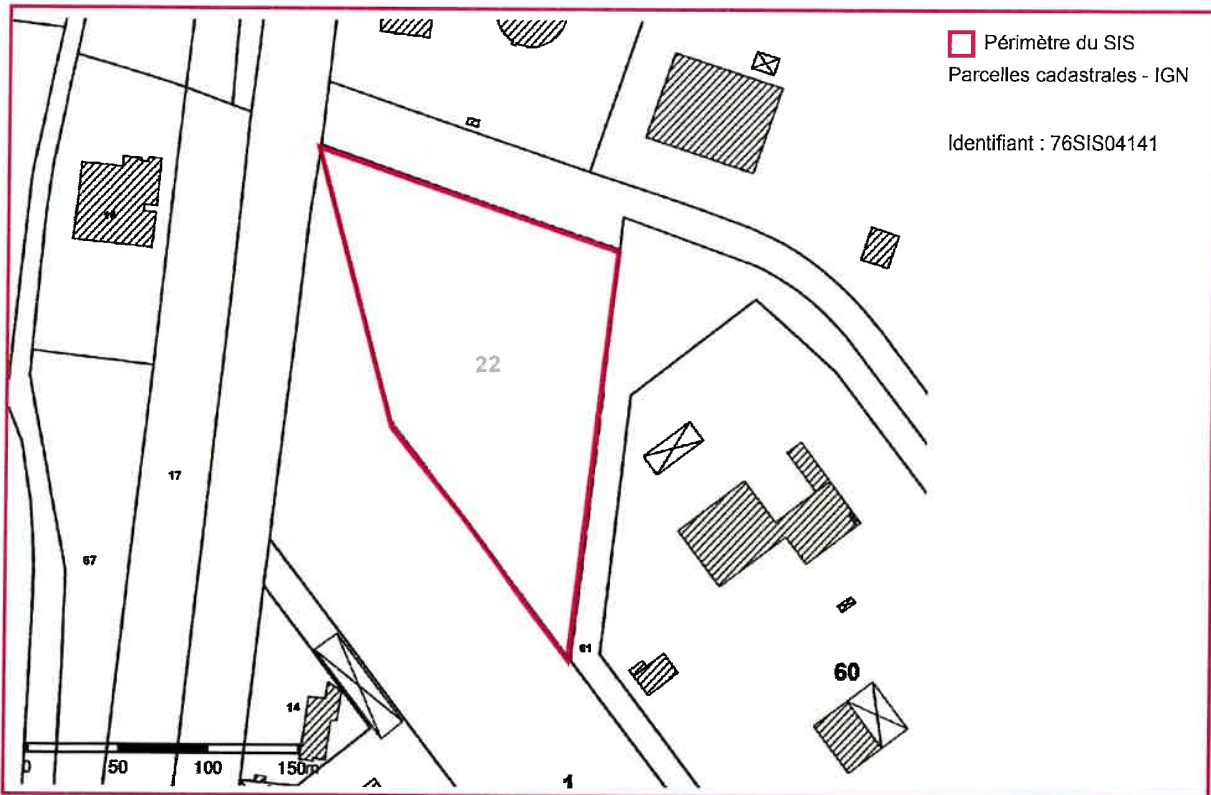 Périmètre du SIS
Parcelles cadastrales - IGN
Identifiant : 76SIS04141
22
17
67
61
60
14
0 50 100 150m
1